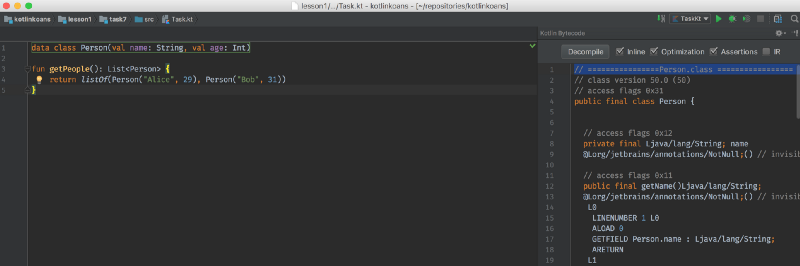 lesson1/.../Task.kt - kotlinkoans - [~/repositories/kotlinkoans]
kotlinkoans lesson1 task7 src Task.kt
TaskKt
Task.kt
Kotlin Bytecode
Decompile Inline Optimization Assertions IR
1 data class Person(val name: String, val age: Int)
2
3 fun getPeople(): List<Person> {
4 return listOf(Person("Alice", 29), Person("Bob", 31))
5 }
1 // ================Person.class =================
2 // class version 50.0 (50)
3 // access flags 0x31
4 public final class Person {
5
6
7 // access flags 0x12
8 private final Ljava/lang/String; name
9 @Lorg/jetbrains/annotations/NotNull;() // invisib
10
11 // access flags 0x11
12 public final getName()Ljava/lang/String;
13 @Lorg/jetbrains/annotations/NotNull;() // invisib
14 L0
15 LINENUMBER 1 L0
16 ALOAD 0
17 GETFIELD Person.name : Ljava/lang/String;
18 ARETURN
19 L1